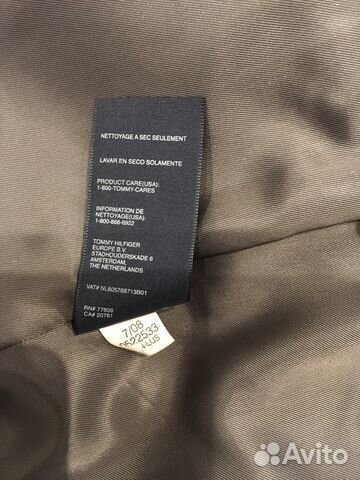 NETTOYAGE A SEC SEULEMENT
LAVAR EN SECO SOLAMENTE
PRODUCT CARE(USA):
1-800-TOMMY-CARES
INFORMATION DE
NETTOYAGE(USA):
1-800-866-6922
TOMMY HILFIGER
EUROPE B.V.
STADHOUDERSKADE 6
AMSTERDAM,
THE NETHERLANDS
VAT# NL805768713B01
RN# 77806
CA# 20781
7/08
0522533
Avito